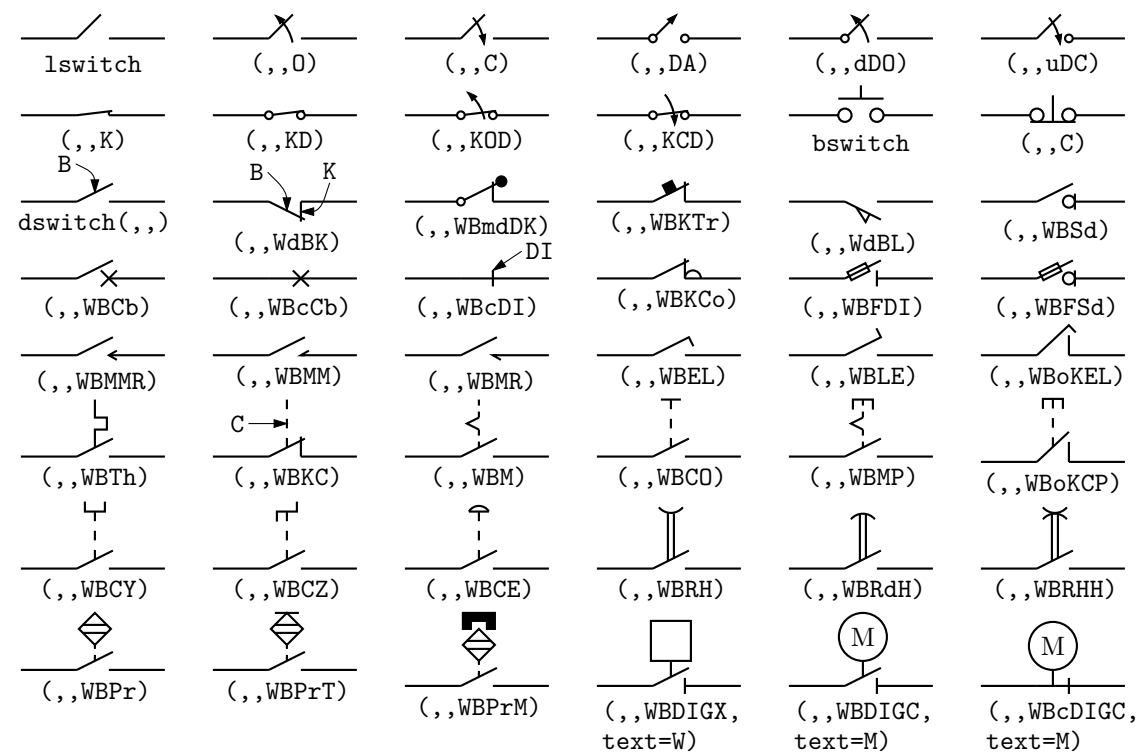 lswitch (,,O) (,,C) (,,DA) (,,dDO) (,,uDC)
(,,K) (,,KD) (,,KOD) (,,KCD) bswitch (,,C)
B
dswitch(,,)
B K
(,,WdBK) (,,WBmdDK) (,,WBKTr) (,,WdBL) (,,WBSd)
DI
(,,WBCb) (,,WBcCb) (,,WBcDI) (,,WBKCo) (,,WBFDI) (,,WBFSd)
(,,WBMMR) (,,WBMM) (,,WBMR) (,,WBEL) (,,WBLE) (,,WBoKEL)
C
(,,WBTh) (,,WBKC) (,,WBM) (,,WBCO) (,,WBMP) (,,WBoKCP)
(,,WBCY) (,,WBCZ) (,,WBCE) (,,WBRH) (,,WBRdH) (,,WBRHH)
M M
(,,WBPr) (,,WBPrT) (,,WBPrM) (,,WBDIGX, (,,WBDIGC, (,,WBcDIGC,
text=W) text=M) text=M)